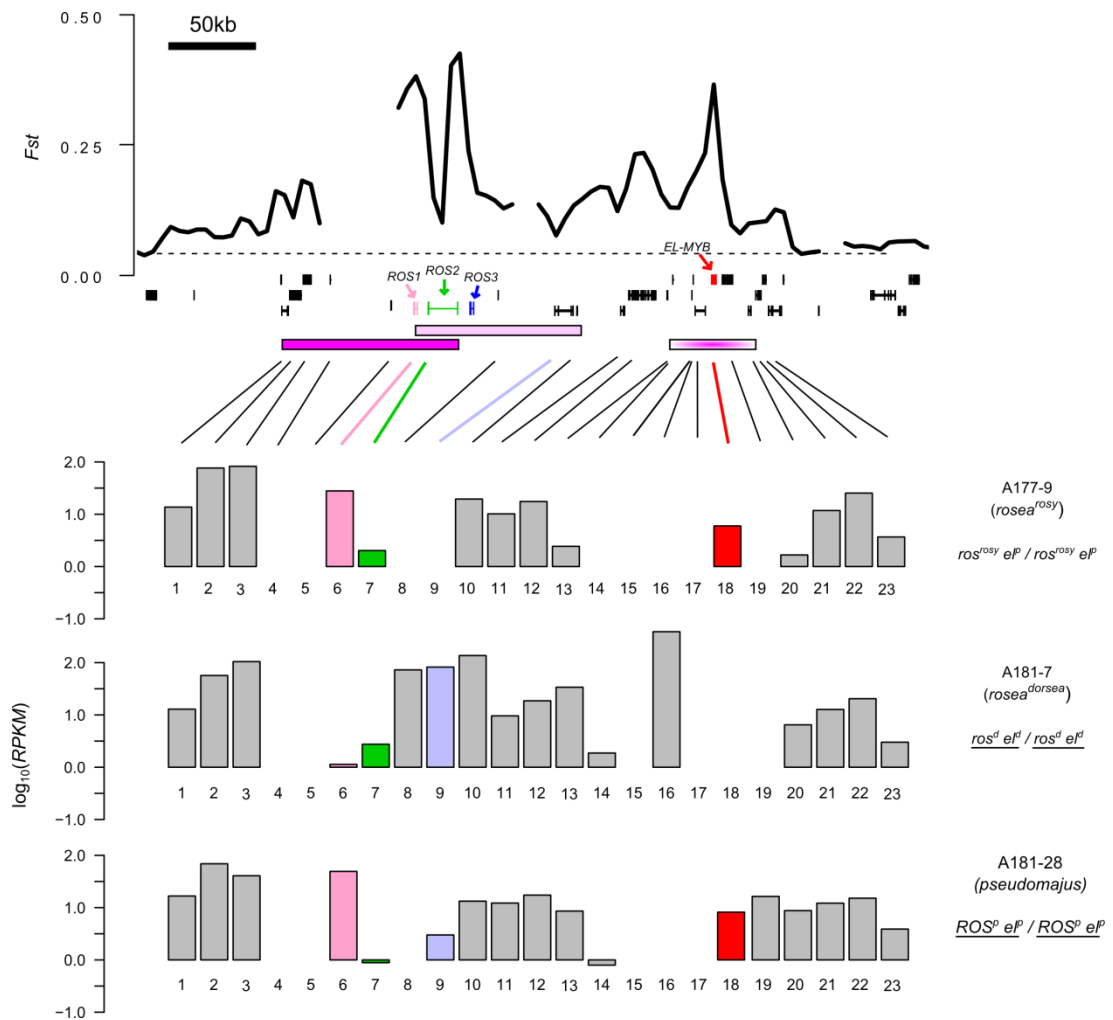 0.50
50kb
0.25
Fst
0.00
EL-MYB
ROS1
ROS2
ROS3
2.0
1.0
0.0
-1.0
1 2 3 4 5 6 7 8 9 10 11 12 13 14 15 16 17 18 19 20 21 22 23
A177-9
(rosea^rosy)
ros^rosy el^p / ros^rosy el^p
log₁₀(RPKM)
2.0
1.0
0.0
-1.0
1 2 3 4 5 6 7 8 9 10 11 12 13 14 15 16 17 18 19 20 21 22 23
A181-7
(rosea^dorsea)
ros^d el^d / ros^d el^d
2.0
1.0
0.0
-1.0
1 2 3 4 5 6 7 8 9 10 11 12 13 14 15 16 17 18 19 20 21 22 23
A181-28
(pseudomajus)
ROS^p el^p / ROS^p el^p